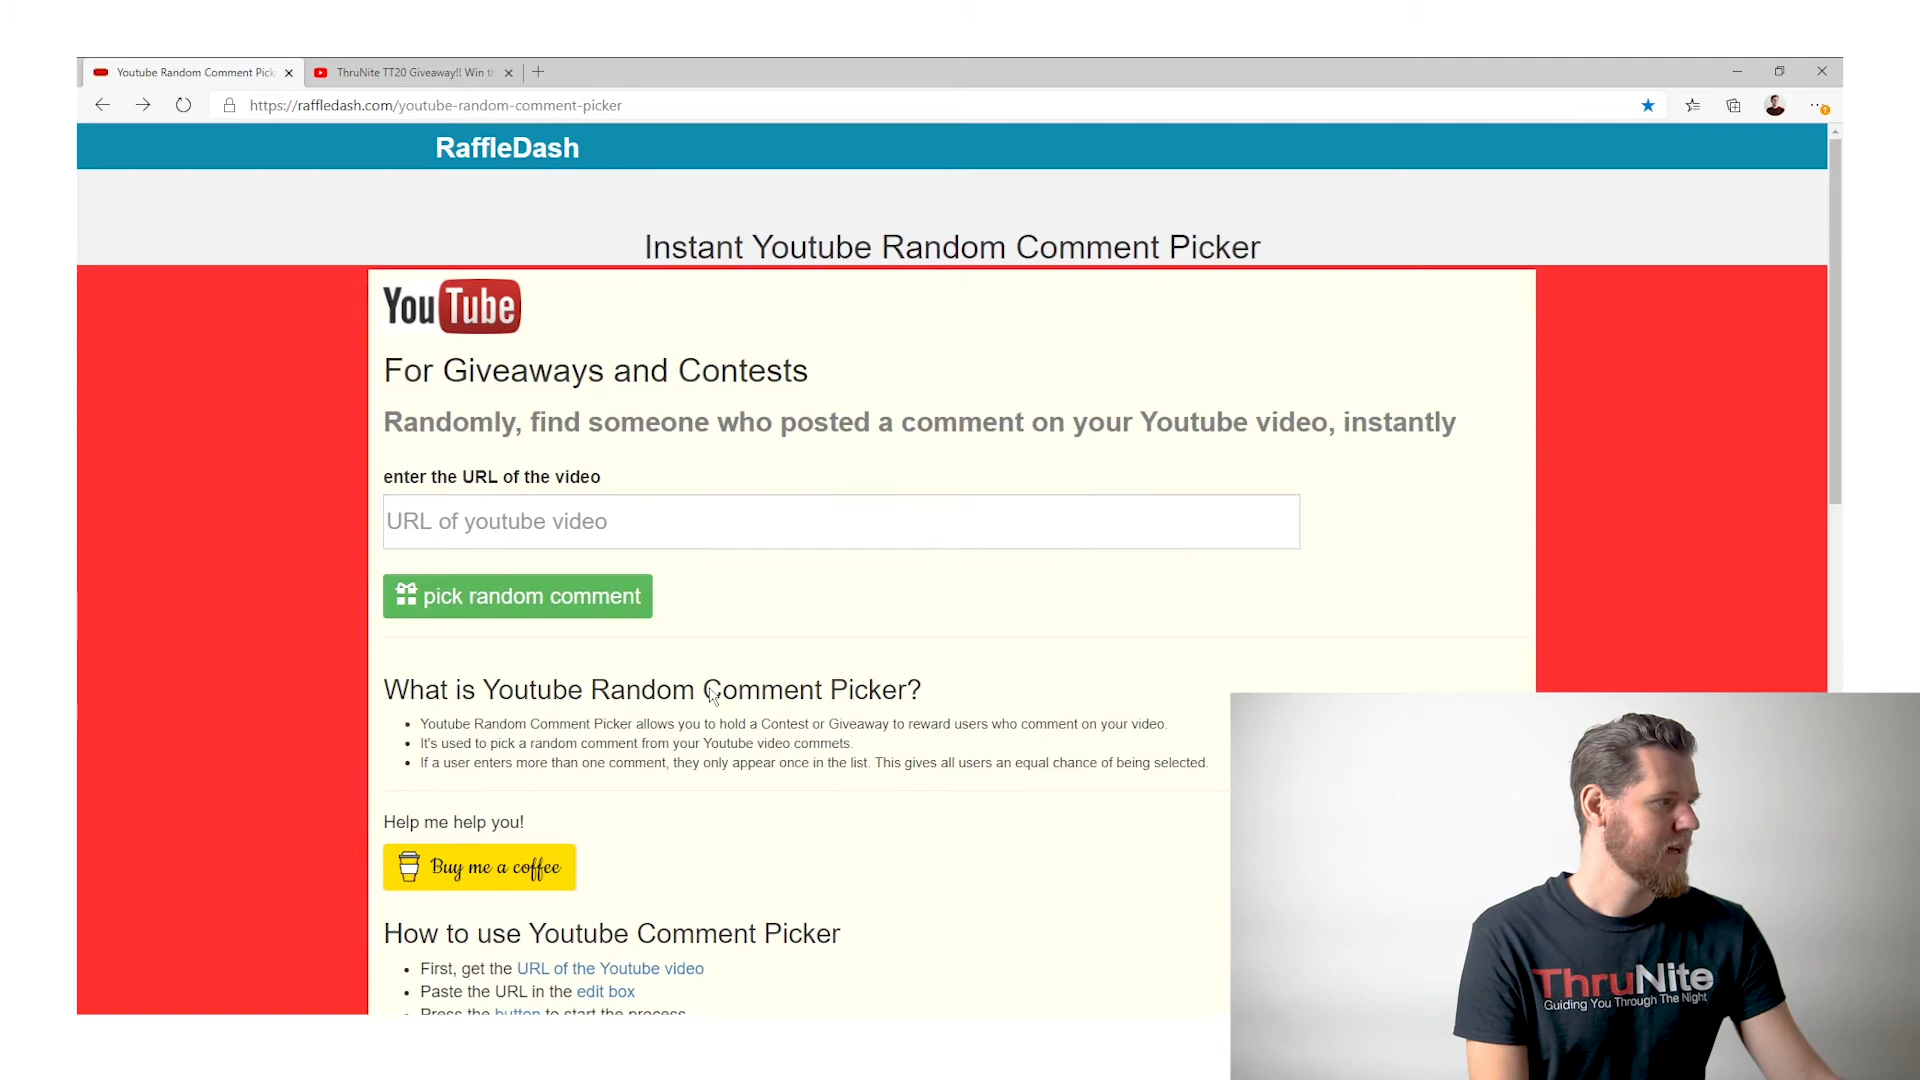 Youtube Random Comment Pick
ThruNite TT20 Giveaway!! Win th
https://raffledash.com/youtube-random-comment-picker
RaffleDash
Instant Youtube Random Comment Picker
YouTube
For Giveaways and Contests
Randomly, find someone who posted a comment on your Youtube video, instantly
enter the URL of the video
URL of youtube video
pick random comment
What is Youtube Random Comment Picker?
Youtube Random Comment Picker allows you to hold a Contest or Giveaway to reward users who comment on your video.
It's used to pick a random comment from your Youtube video commets.
If a user enters more than one comment, they only appear once in the list. This gives all users an equal chance of being selected.
Help me help you!
Buy me a coffee
How to use Youtube Comment Picker
First, get the URL of the Youtube video
Paste the URL in the edit box
Press the button to start the process
ThruNite
Guiding You Through The Night